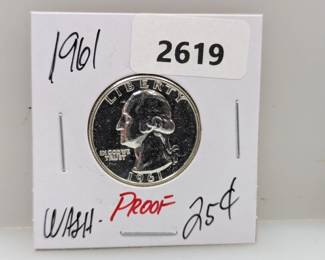 1961
2619
LIBERTY
IN GOD WE
TRUST
1961
WASH. PROOF 25¢